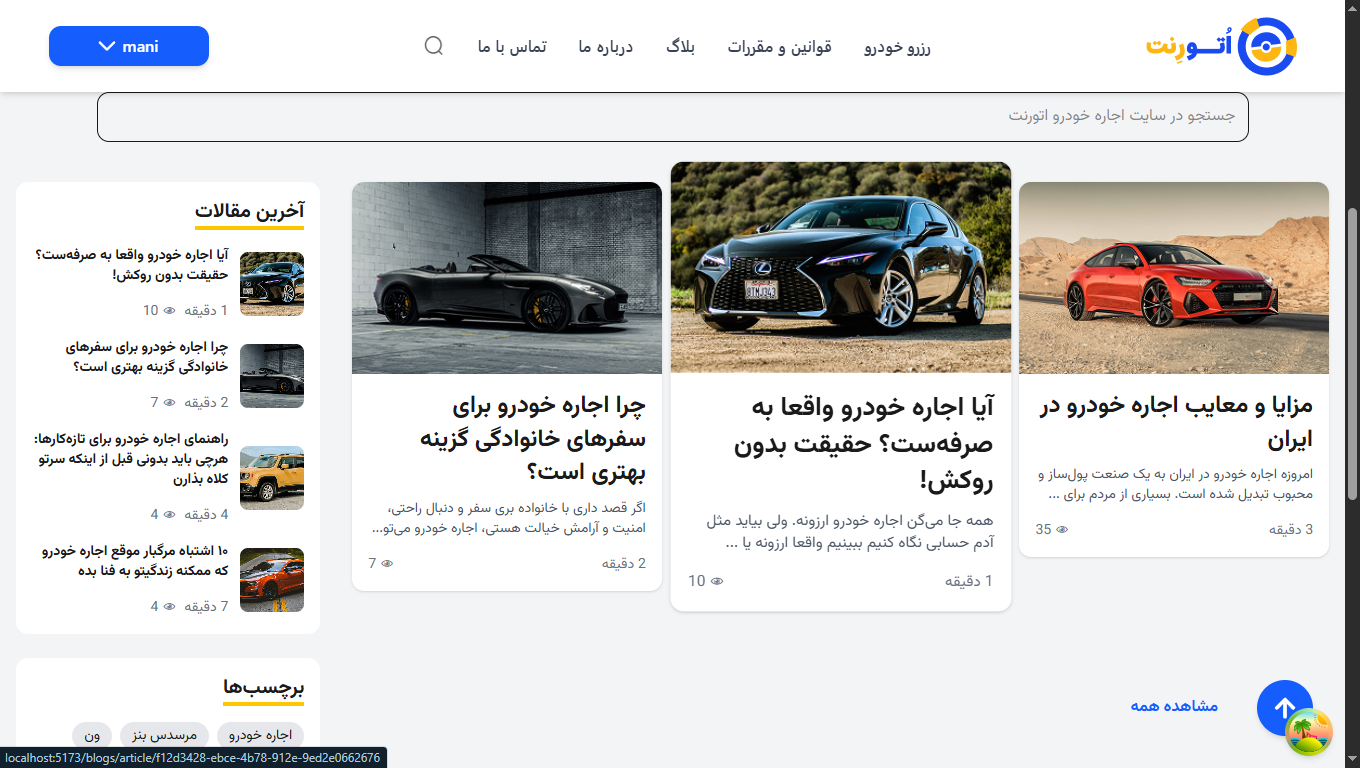 اُتــورِنت
رزرو خودرو
قوانین و مقررات
بلاگ
درباره ما
تماس با ما
mani
جستجو در سایت اجاره خودرو اتورنت
مزایا و معایب اجاره خودرو در
ایران
امروزه اجاره خودرو در ایران به یک صنعت پول‌ساز و
محبوب تبدیل شده است. بسیاری از مردم برای ...
3 دقیقه
35
8TMJ343
آیا اجاره خودرو واقعا به
صرفه‌ست؟ حقیقت بدون
روکش!
همه جا می‌گن اجاره خودرو ارزونه. ولی بیاید مثل
آدم حسابی نگاه کنیم ببینیم واقعا ارزونه یا ...
1 دقیقه
10
چرا اجاره خودرو برای
سفرهای خانوادگی گزینه
بهتری است؟
اگر قصد داری با خانواده بری سفر و دنبال راحتی،
امنیت و آرامش خیالت هستی، اجاره خودرو می‌تو...
2 دقیقه
7
مشاهده همه
آخرین مقالات
آیا اجاره خودرو واقعا به صرفه‌ست؟
حقیقت بدون روکش!
1 دقیقه
10
چرا اجاره خودرو برای سفرهای
خانوادگی گزینه بهتری است؟
2 دقیقه
7
راهنمای اجاره خودرو برای تازه‌کارها:
هرچی باید بدونی قبل از اینکه سرتو
کلاه بذارن
4 دقیقه
4
۱۰ اشتباه مرگبار موقع اجاره خودرو
که ممکنه زندگیتو به فنا بده
7 دقیقه
4
برچسب‌ها
اجاره خودرو
مرسدس بنز
ون
localhost:5173/blogs/article/f12d3428-ebce-4b78-912e-9ed2e0662676